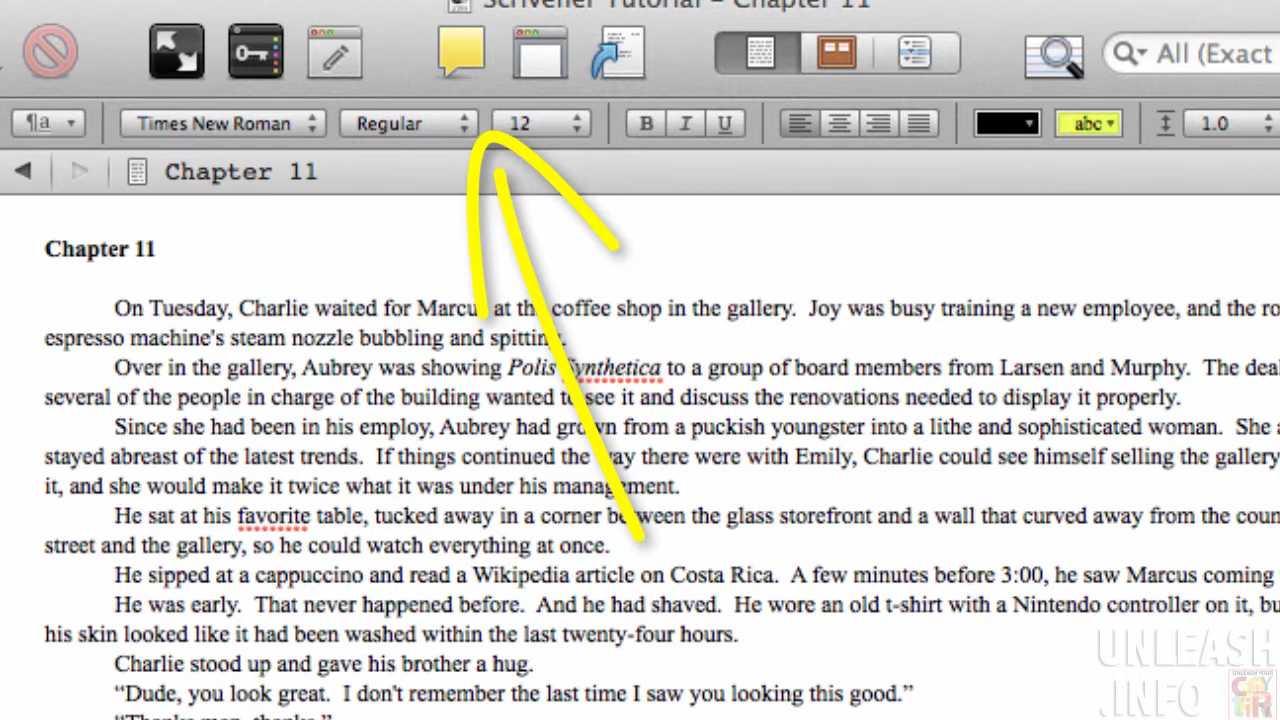 Scrivener Tutorial – Chapter 11
All (Exact
¶a Times New Roman Regular 12 B I U abc 1.0
Chapter 11
Chapter 11
On Tuesday, Charlie waited for Marcus at the coffee shop in the gallery. Joy was busy training a new employee, and the
espresso machine's steam nozzle bubbling and spitting.
Over in the gallery, Aubrey was showing Polis Synthetica to a group of board members from Larsen and Murphy. The
several of the people in charge of the building wanted to see it and discuss the renovations needed to display it properly.
Since she had been in his employ, Aubrey had grown from a puckish youngster into a lithe and sophisticated woman. She
stayed abreast of the latest trends. If things continued the way there were with Emily, Charlie could see himself selling the gallery
it, and she would make it twice what it was under his management.
He sat at his favorite table, tucked away in a corner between the glass storefront and a wall that curved away from the
street and the gallery, so he could watch everything at once.
He sipped at a cappuccino and read a Wikipedia article on Costa Rica. A few minutes before 3:00, he saw Marcus coming
He was early. That never happened before. And he had shaved. He wore an old t-shirt with a Nintendo controller on it,
his skin looked like it had been washed within the last twenty-four hours.
Charlie stood up and gave his brother a hug.
“Dude, you look great. I don't remember the last time I saw you looking this good.”
UNLEASH
.INFO
UNLEASH YOUR